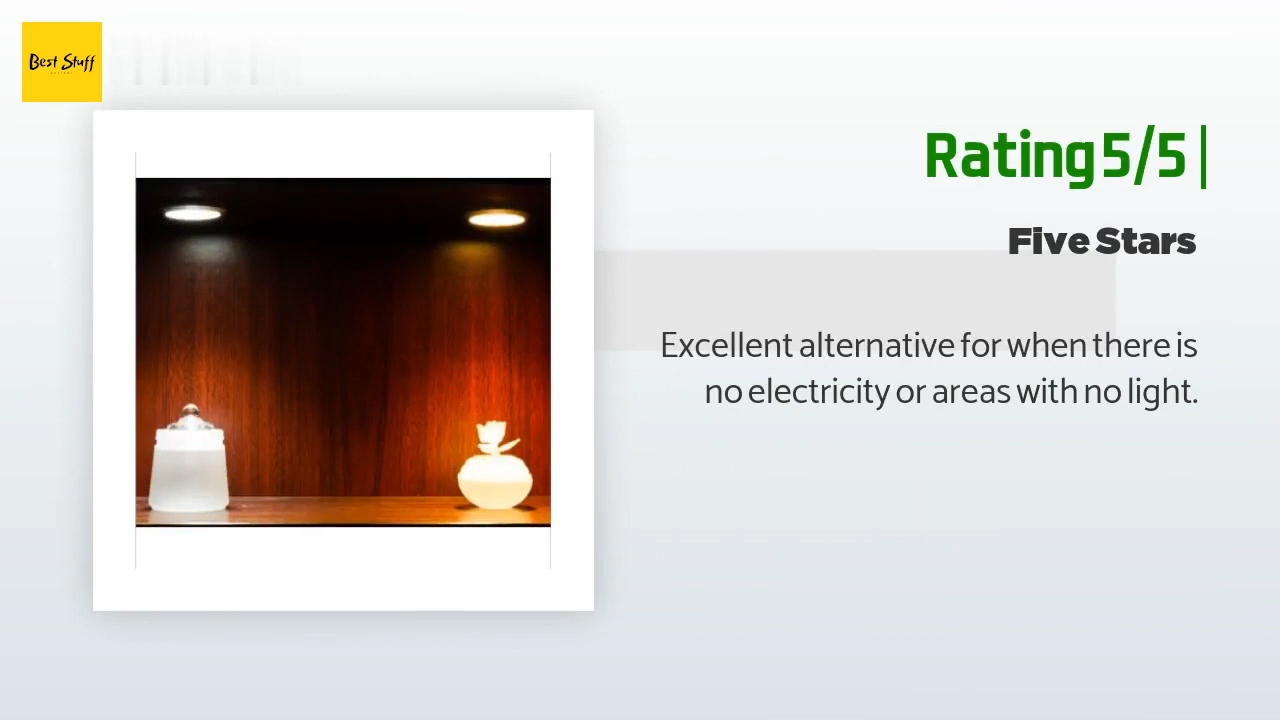 Best Stuff
Rating 5/5
Five Stars
Excellent alternative for when there is
no electricity or areas with no light.